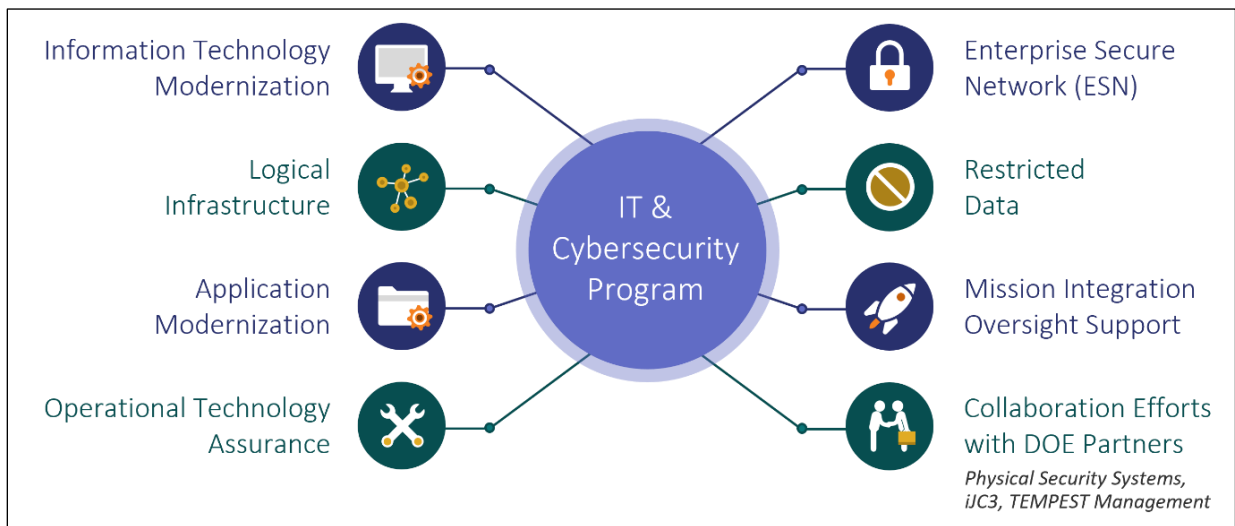 Information Technology
Modernization
Logical
Infrastructure
Application
Modernization
Operational Technology
Assurance
IT &
Cybersecurity
Program
Enterprise Secure
Network (ESN)
Restricted
Data
Mission Integration
Oversight Support
Collaboration Efforts
with DOE Partners
Physical Security Systems,
iJC3, TEMPEST Management